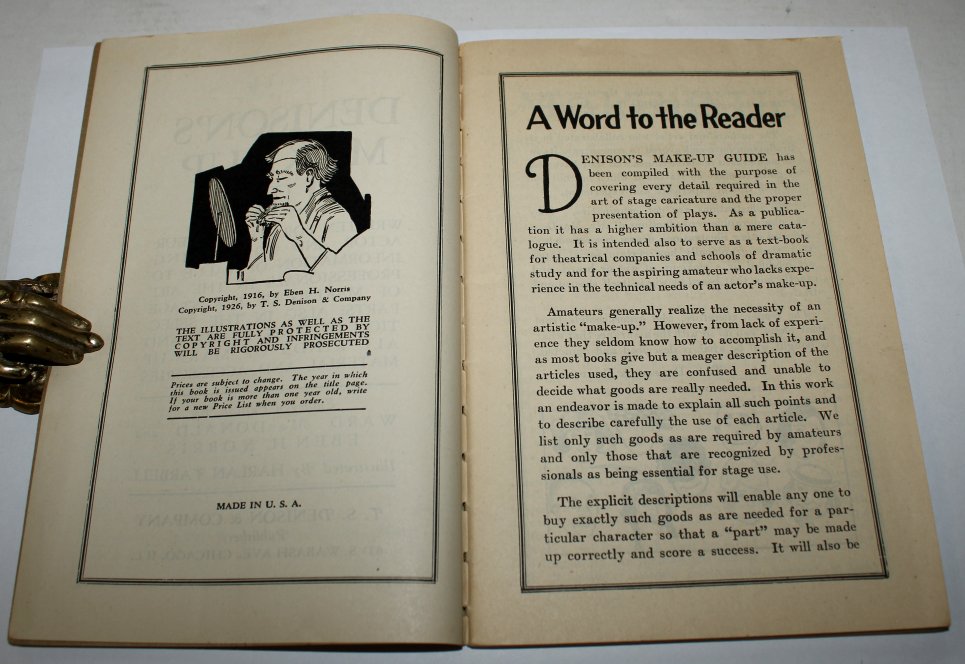 Copyright, 1916, by Eben H. Norris
Copyright, 1926, by T. S. Denison & Company
THE ILLUSTRATIONS AS WELL AS THE
TEXT ARE FULLY PROTECTED BY
COPYRIGHT AND INFRINGEMENTS
WILL BE RIGOROUSLY PROSECUTED
Prices are subject to change. The year in which
this book is issued appears on the title page.
If your book is more than one year old, write
for a new Price List when you order.
MADE IN U. S. A.
A Word to the Reader
DENISON'S MAKE-UP GUIDE has
been compiled with the purpose of
covering every detail required in the
art of stage caricature and the proper
presentation of plays. As a publica-
tion it has a higher ambition than a mere cata-
logue. It is intended also to serve as a text-book
for theatrical companies and schools of dramatic
study and for the aspiring amateur who lacks expe-
rience in the technical needs of an actor's make-up.
Amateurs generally realize the necessity of an
artistic "make-up." However, from lack of experi-
ence they seldom know how to accomplish it, and
as most books give but a meager description of the
articles used, they are confused and unable to
decide what goods are really needed. In this work
an endeavor is made to explain all such points and
to describe carefully the use of each article. We
list only such goods as are required by amateurs
and only those that are recognized by profes-
sionals as being essential for stage use.
The explicit descriptions will enable any one to
buy exactly such goods as are needed for a par-
ticular character so that a "part" may be made
up correctly and score a success. It will also be